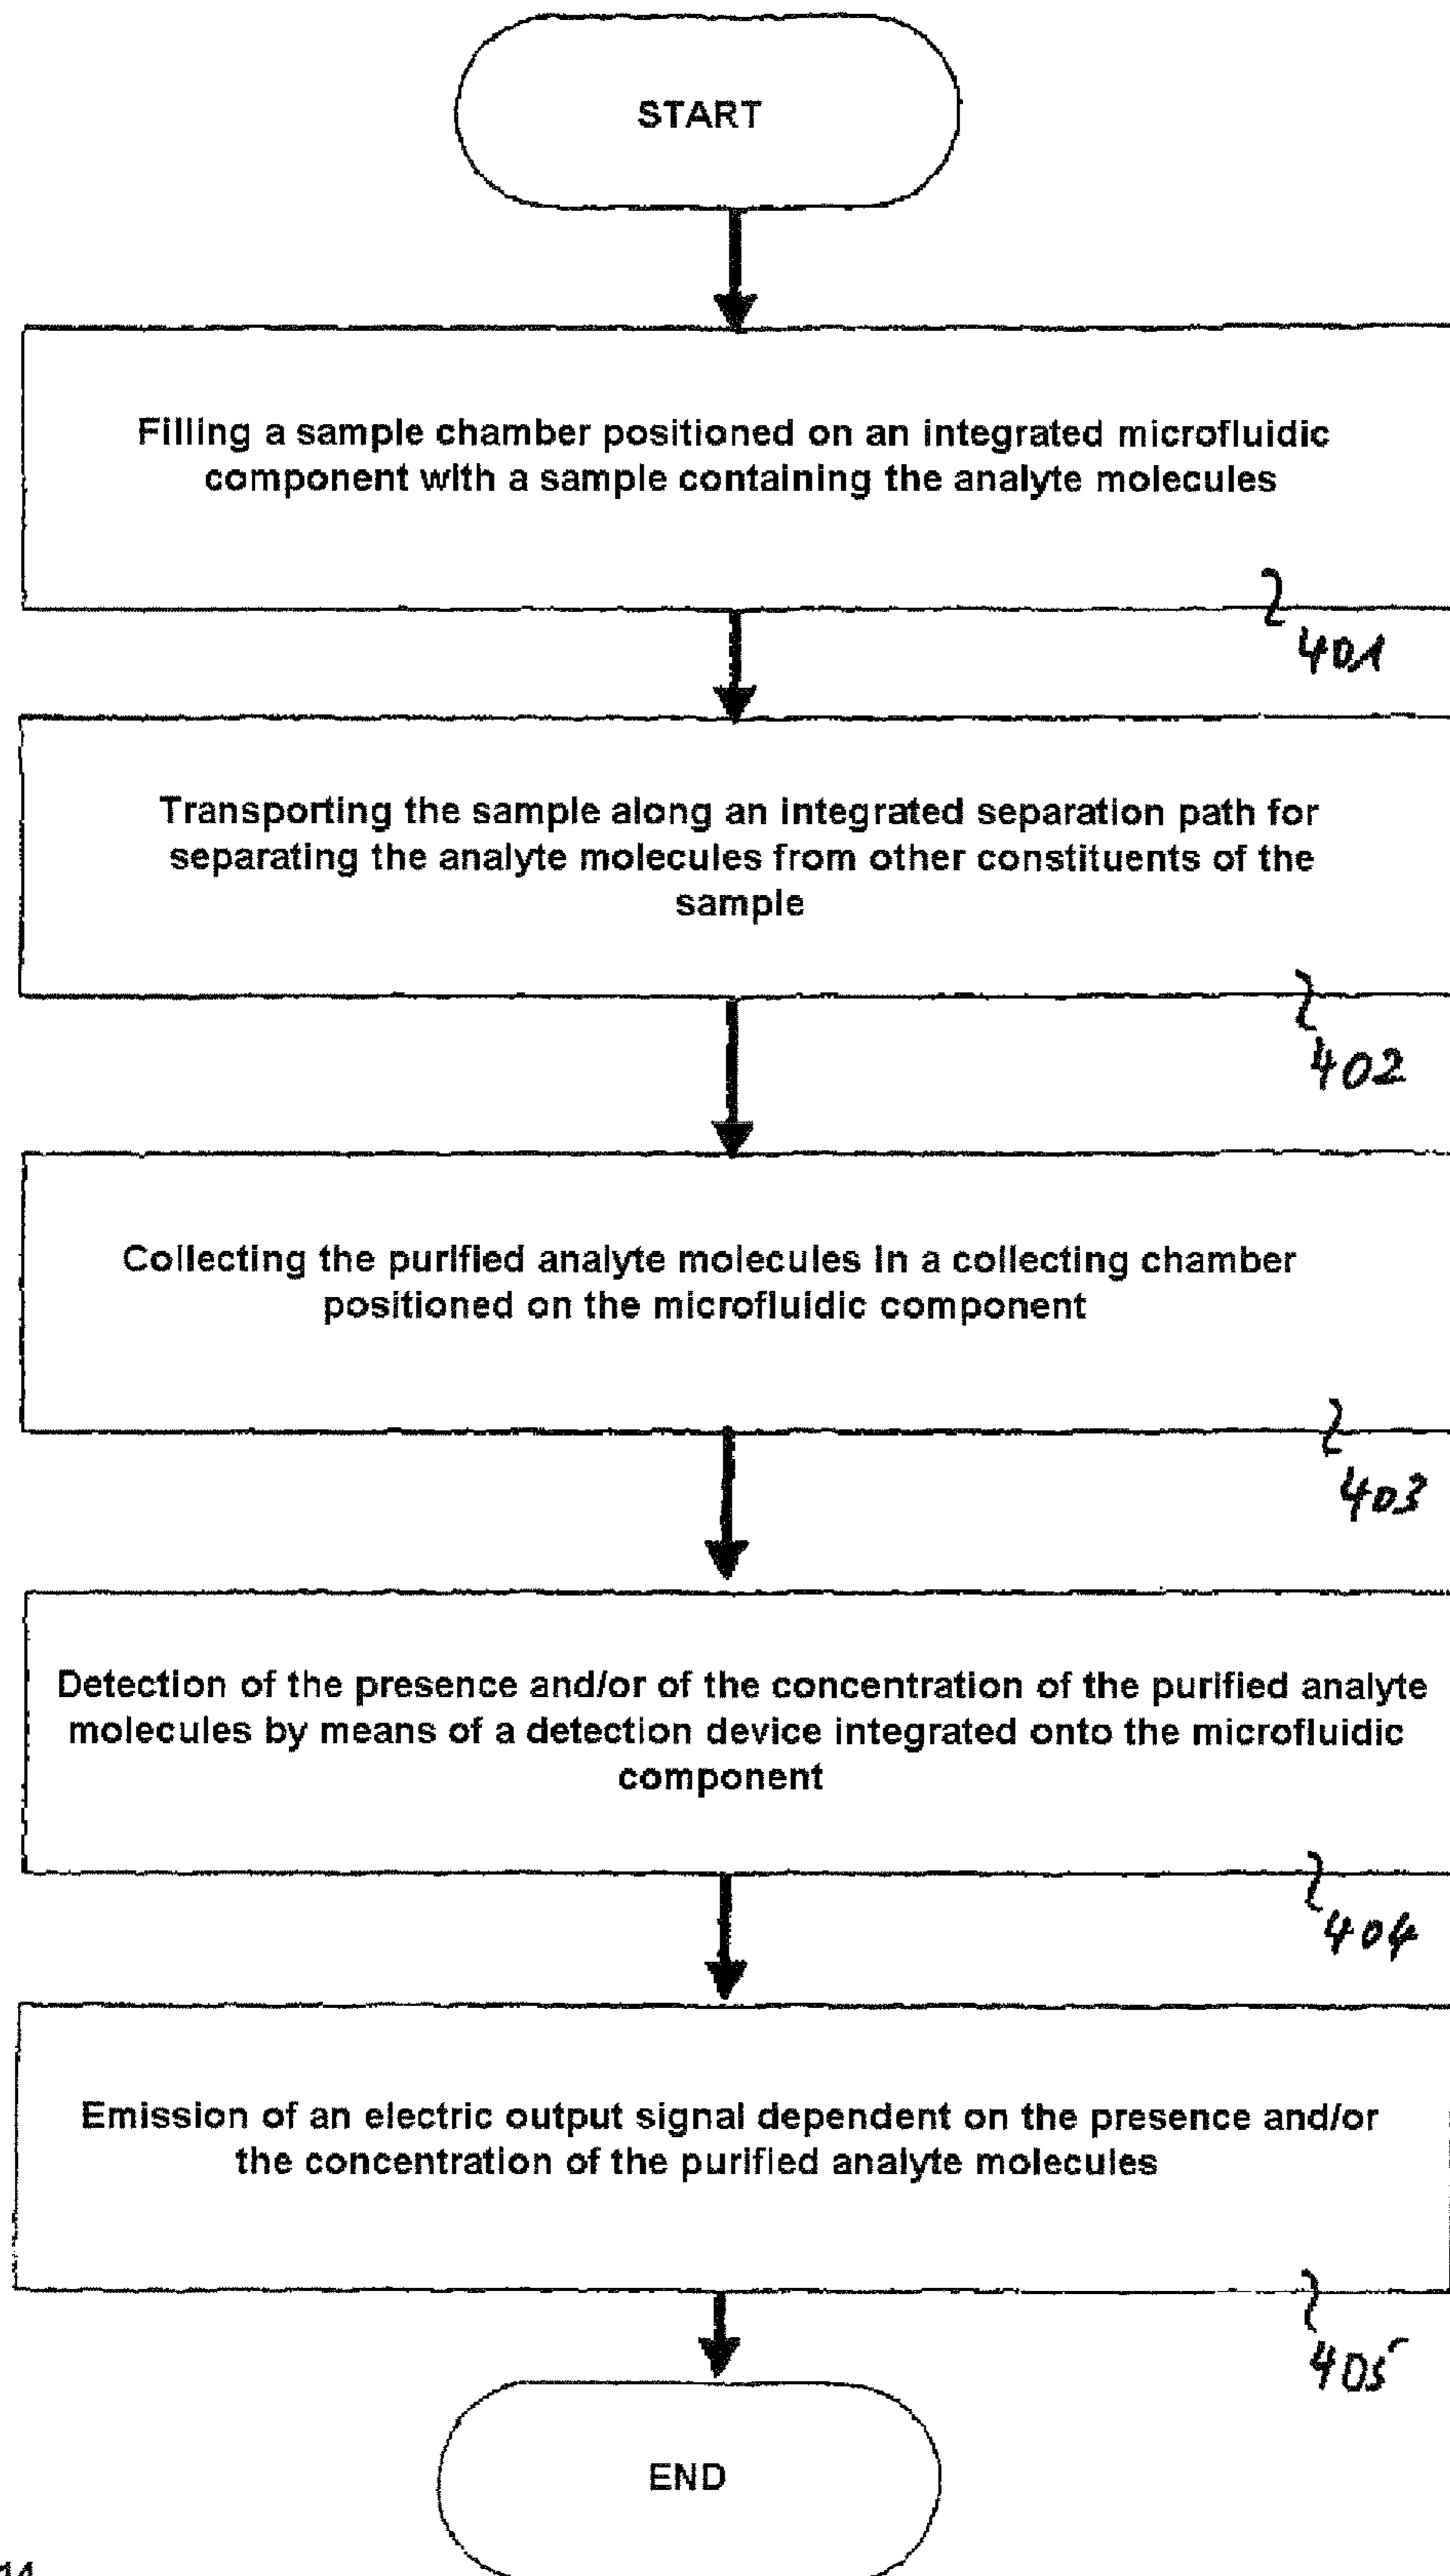 START
Filling a sample chamber positioned on an integrated microfluidic
component with a sample containing the analyte molecules
401
Transporting the sample along an integrated separation path for
separating the analyte molecules from other constituents of the
sample
402
Collecting the purified analyte molecules in a collecting chamber
positioned on the microfluidic component
403
Detection of the presence and/or of the concentration of the purified analyte
molecules by means of a detection device integrated onto the microfluidic
component
404
Emission of an electric output signal dependent on the presence and/or
the concentration of the purified analyte molecules
405
END